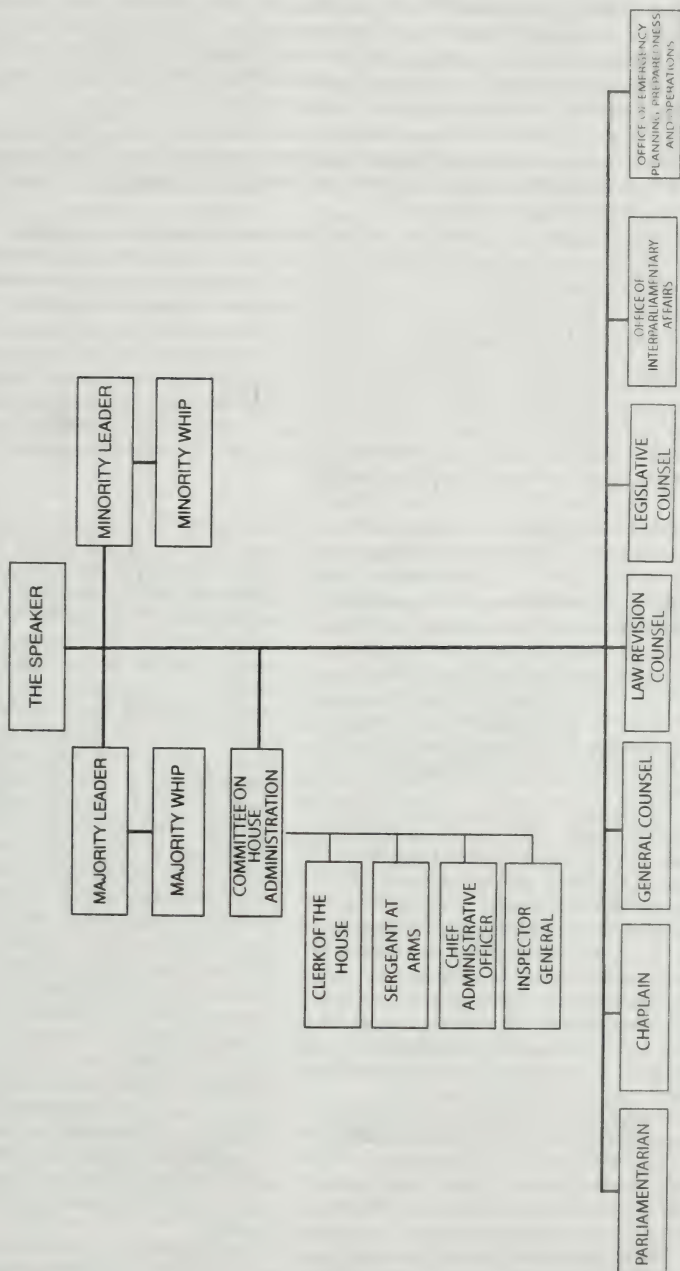 THE SPEAKER
MAJORITY LEADER
MINORITY LEADER
MAJORITY WHIP
MINORITY WHIP
COMMITTEE ON
HOUSE
ADMINISTRATION
CLERK OF THE
HOUSE
SERGEANT AT
ARMS
CHIEF
ADMINISTRATIVE
OFFICER
INSPECTOR
GENERAL
PARLIAMENTARIAN
CHAPLAIN
GENERAL COUNSEL
LAW REVISION
COUNSEL
LEGISLATIVE
COUNSEL
OFFICE OF
INTERPARLIAMENTARY
AFFAIRS
OFFICE OF EMERGENCY
PLANNING, PREPAREDNESS
AND OPERATIONS